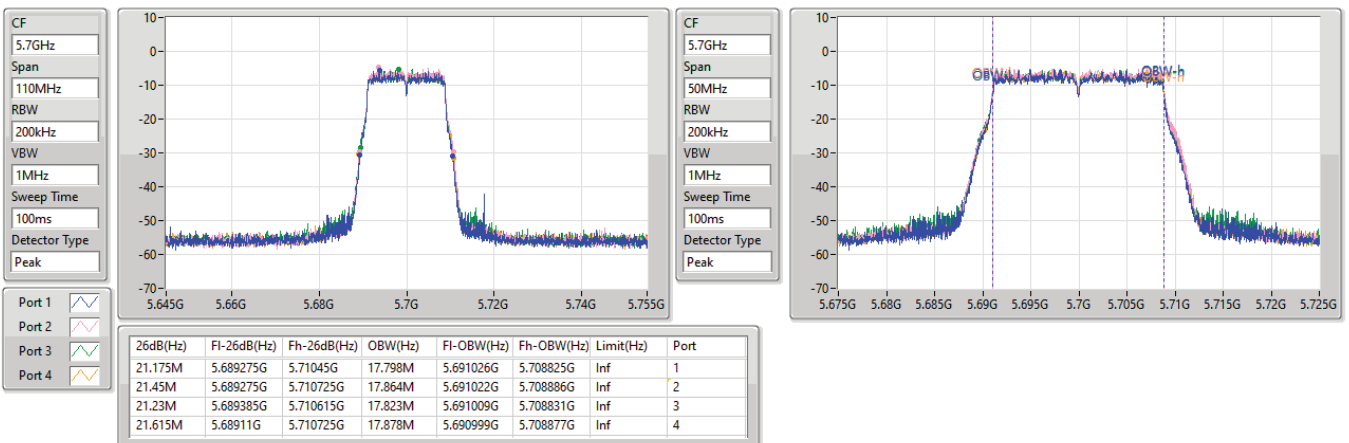 CF
5.7GHz
Span
110MHz
RBW
200kHz
VBW
1MHz
Sweep Time
100ms
Detector Type
Peak
10
0
-10
-20
-30
-40
-50
-60
-70
5.645G 5.66G 5.68G 5.7G 5.72G 5.74G 5.755G
CF
5.7GHz
Span
50MHz
RBW
200kHz
VBW
1MHz
Sweep Time
100ms
Detector Type
Peak
10
0
-10
-20
-30
-40
-50
-60
-70
OBW-h
5.675G 5.68G 5.685G 5.69G 5.695G 5.7G 5.705G 5.71G 5.715G 5.72G 5.725G
Port 1
Port 2
Port 3
Port 4
26dB(Hz) Fl-26dB(Hz) Fh-26dB(Hz) OBW(Hz) Fl-OBW(Hz) Fh-OBW(Hz) Limit(Hz) Port
21.175M 5.689275G 5.71045G 17.798M 5.691026G 5.708825G Inf 1
21.45M 5.689275G 5.710725G 17.864M 5.691022G 5.708886G Inf 2
21.23M 5.689385G 5.710615G 17.823M 5.691009G 5.708831G Inf 3
21.615M 5.68911G 5.710725G 17.878M 5.690999G 5.708877G Inf 4